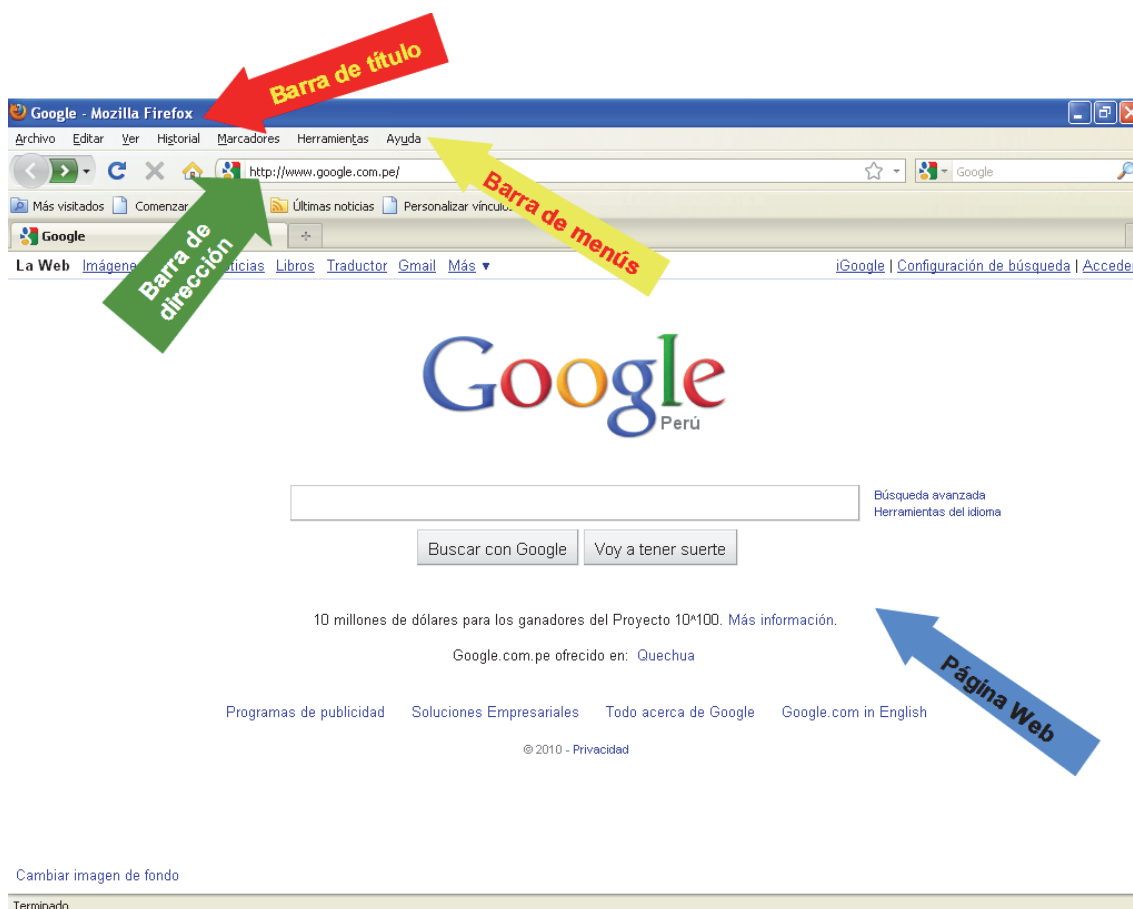 Barra de título
Google - Mozilla Firefox
Archivo Editar Ver Historial Marcadores Herramientas Ayuda
http://www.google.com.pe/ Google
Barra de menús
Más visitados Comenzar Últimas noticias Personalizar
Barra de dirección
Google
La Web Libros Traductor Gmail Más ▼ iGoogle | Configuración de búsqueda |
Google
Perú
Búsqueda avanzada
Herramientas del idioma
Buscar con Google Voy a tener suerte
10 millones de dólares para los ganadores del Proyecto 10^100. Más información.
Google.com.pe ofrecido en: Quechua
Página Web
Programas de publicidad Soluciones Empresariales Todo acerca de Google Google.com in English
© 2010 - Privacidad
Cambiar imagen de fondo
Terminado